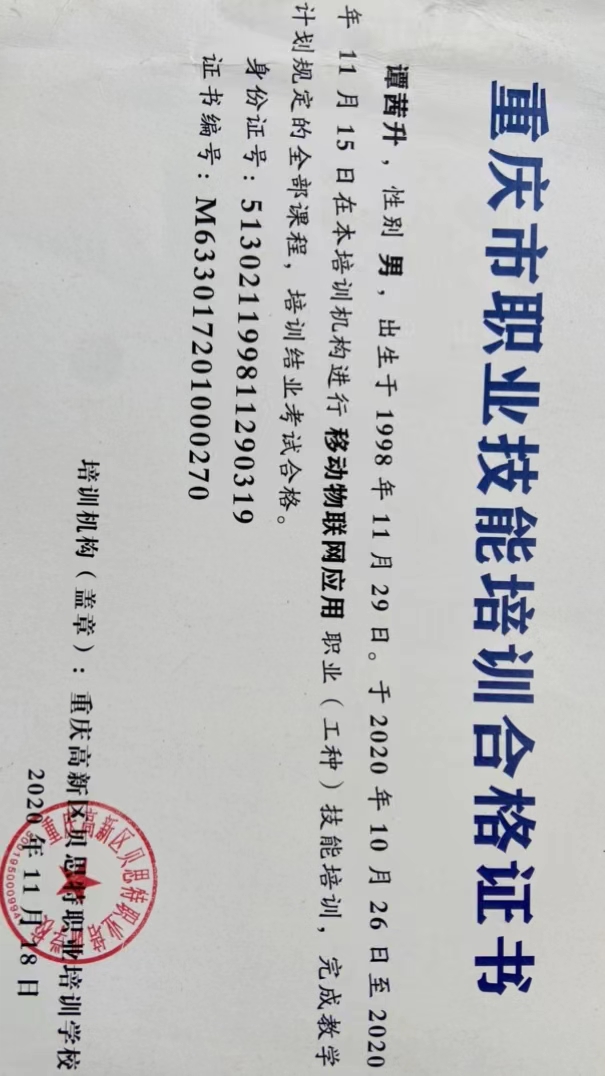 重庆市职业技能培训合格证书
谭茜升，性别 男，出生于 1998 年 11 月 29 日。于 2020 年 10 月 26 日至 2020
年 11 月 15 日在本培训机构进行 移动物联网应用 职业（工种）技能培训，完成教学
计划规定的全部课程，培训结业考试合格。
身份证号：513021199811290319
证书编号：M633017201000270
培训机构（盖章）：重庆高新区贝思特职业培训学校
2020 年 11 月 18 日
重庆高新区贝思特职业培训学校
500195000994